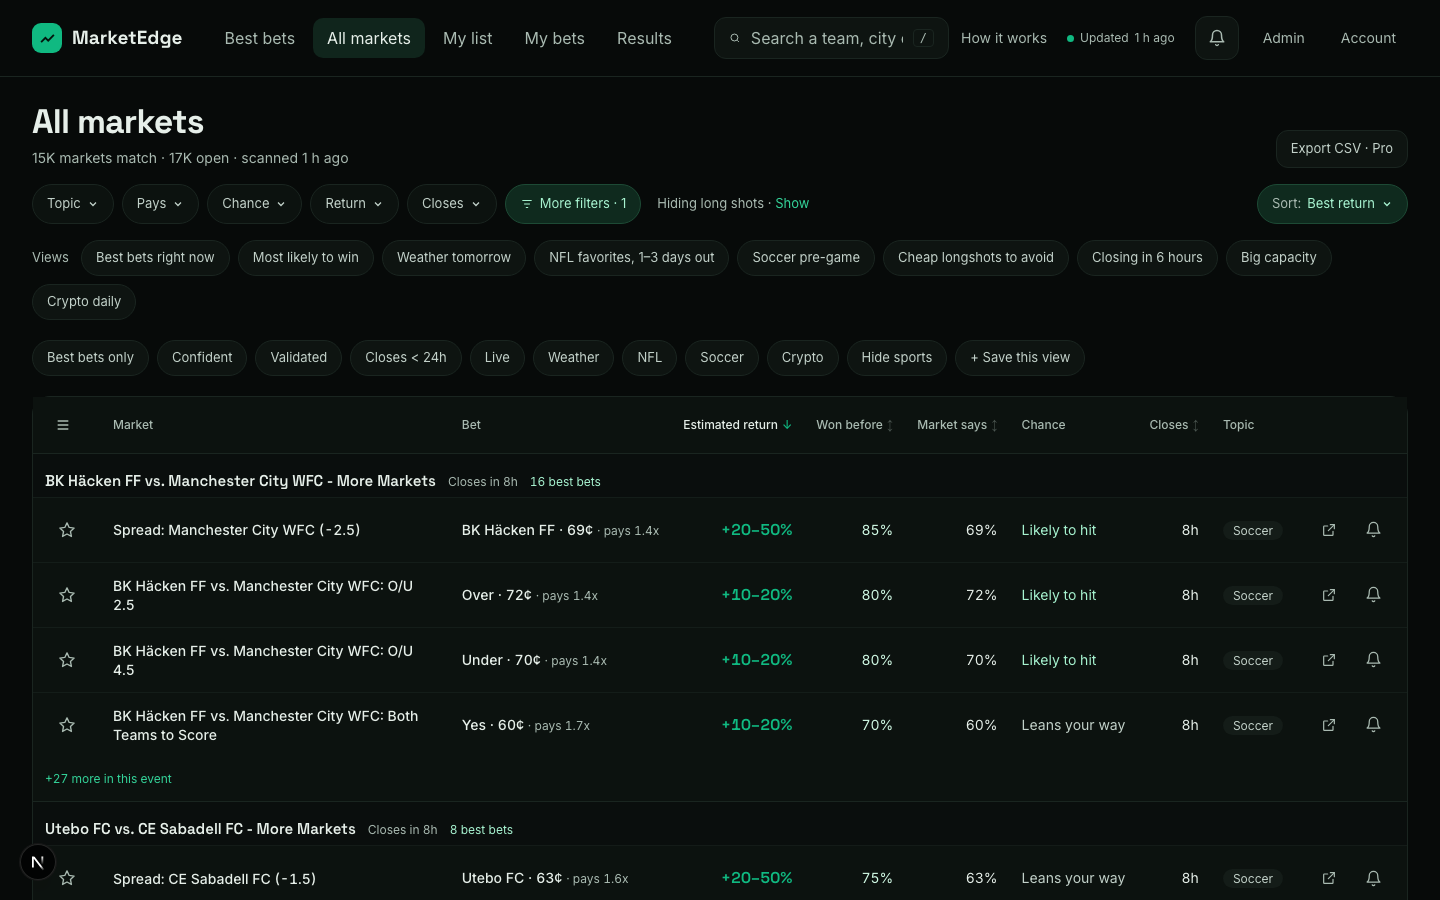 MarketEdge
Best bets
All markets
My list
My bets
Results
Search a team, city
/
How it works
Updated 1 h ago
Admin
Account
All markets
15K markets match · 17K open · scanned 1 h ago
Export CSV · Pro
Topic
Pays
Chance
Return
Closes
More filters · 1
Hiding long shots · Show
Sort: Best return
Views
Best bets right now
Most likely to win
Weather tomorrow
NFL favorites, 1–3 days out
Soccer pre-game
Cheap longshots to avoid
Closing in 6 hours
Big capacity
Crypto daily
Best bets only
Confident
Validated
Closes < 24h
Live
Weather
NFL
Soccer
Crypto
Hide sports
+ Save this view
Market
Bet
Estimated return ↓
Won before ↕
Market says ↕
Chance
Closes ↕
Topic
BK Häcken FF vs. Manchester City WFC - More Markets Closes in 8h 16 best bets
Spread: Manchester City WFC (-2.5)
BK Häcken FF · 69¢ · pays 1.4x
+20–50%
85%
69%
Likely to hit
8h
Soccer
BK Häcken FF vs. Manchester City WFC: O/U
2.5
Over · 72¢ · pays 1.4x
+10–20%
80%
72%
Likely to hit
8h
Soccer
BK Häcken FF vs. Manchester City WFC: O/U
4.5
Under · 70¢ · pays 1.4x
+10–20%
80%
70%
Likely to hit
8h
Soccer
BK Häcken FF vs. Manchester City WFC: Both
Teams to Score
Yes · 60¢ · pays 1.7x
+10–20%
70%
60%
Leans your way
8h
Soccer
+27 more in this event
Utebo FC vs. CE Sabadell FC - More Markets Closes in 8h 8 best bets
N
Spread: CE Sabadell FC (-1.5)
Utebo FC · 63¢ · pays 1.6x
+20–50%
75%
63%
Leans your way
8h
Soccer